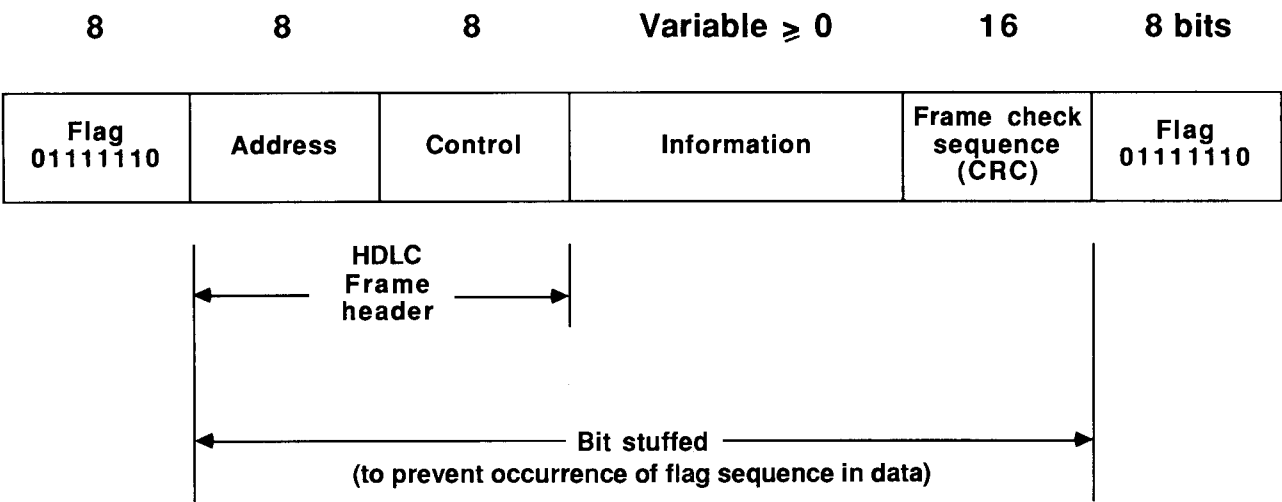 8 8 8 Variable ⩾ 0 16 8 bits
Flag
01111110
Address
Control
Information
Frame check
sequence
(CRC)
Flag
01111110
HDLC
Frame
header
Bit stuffed
(to prevent occurrence of flag sequence in data)